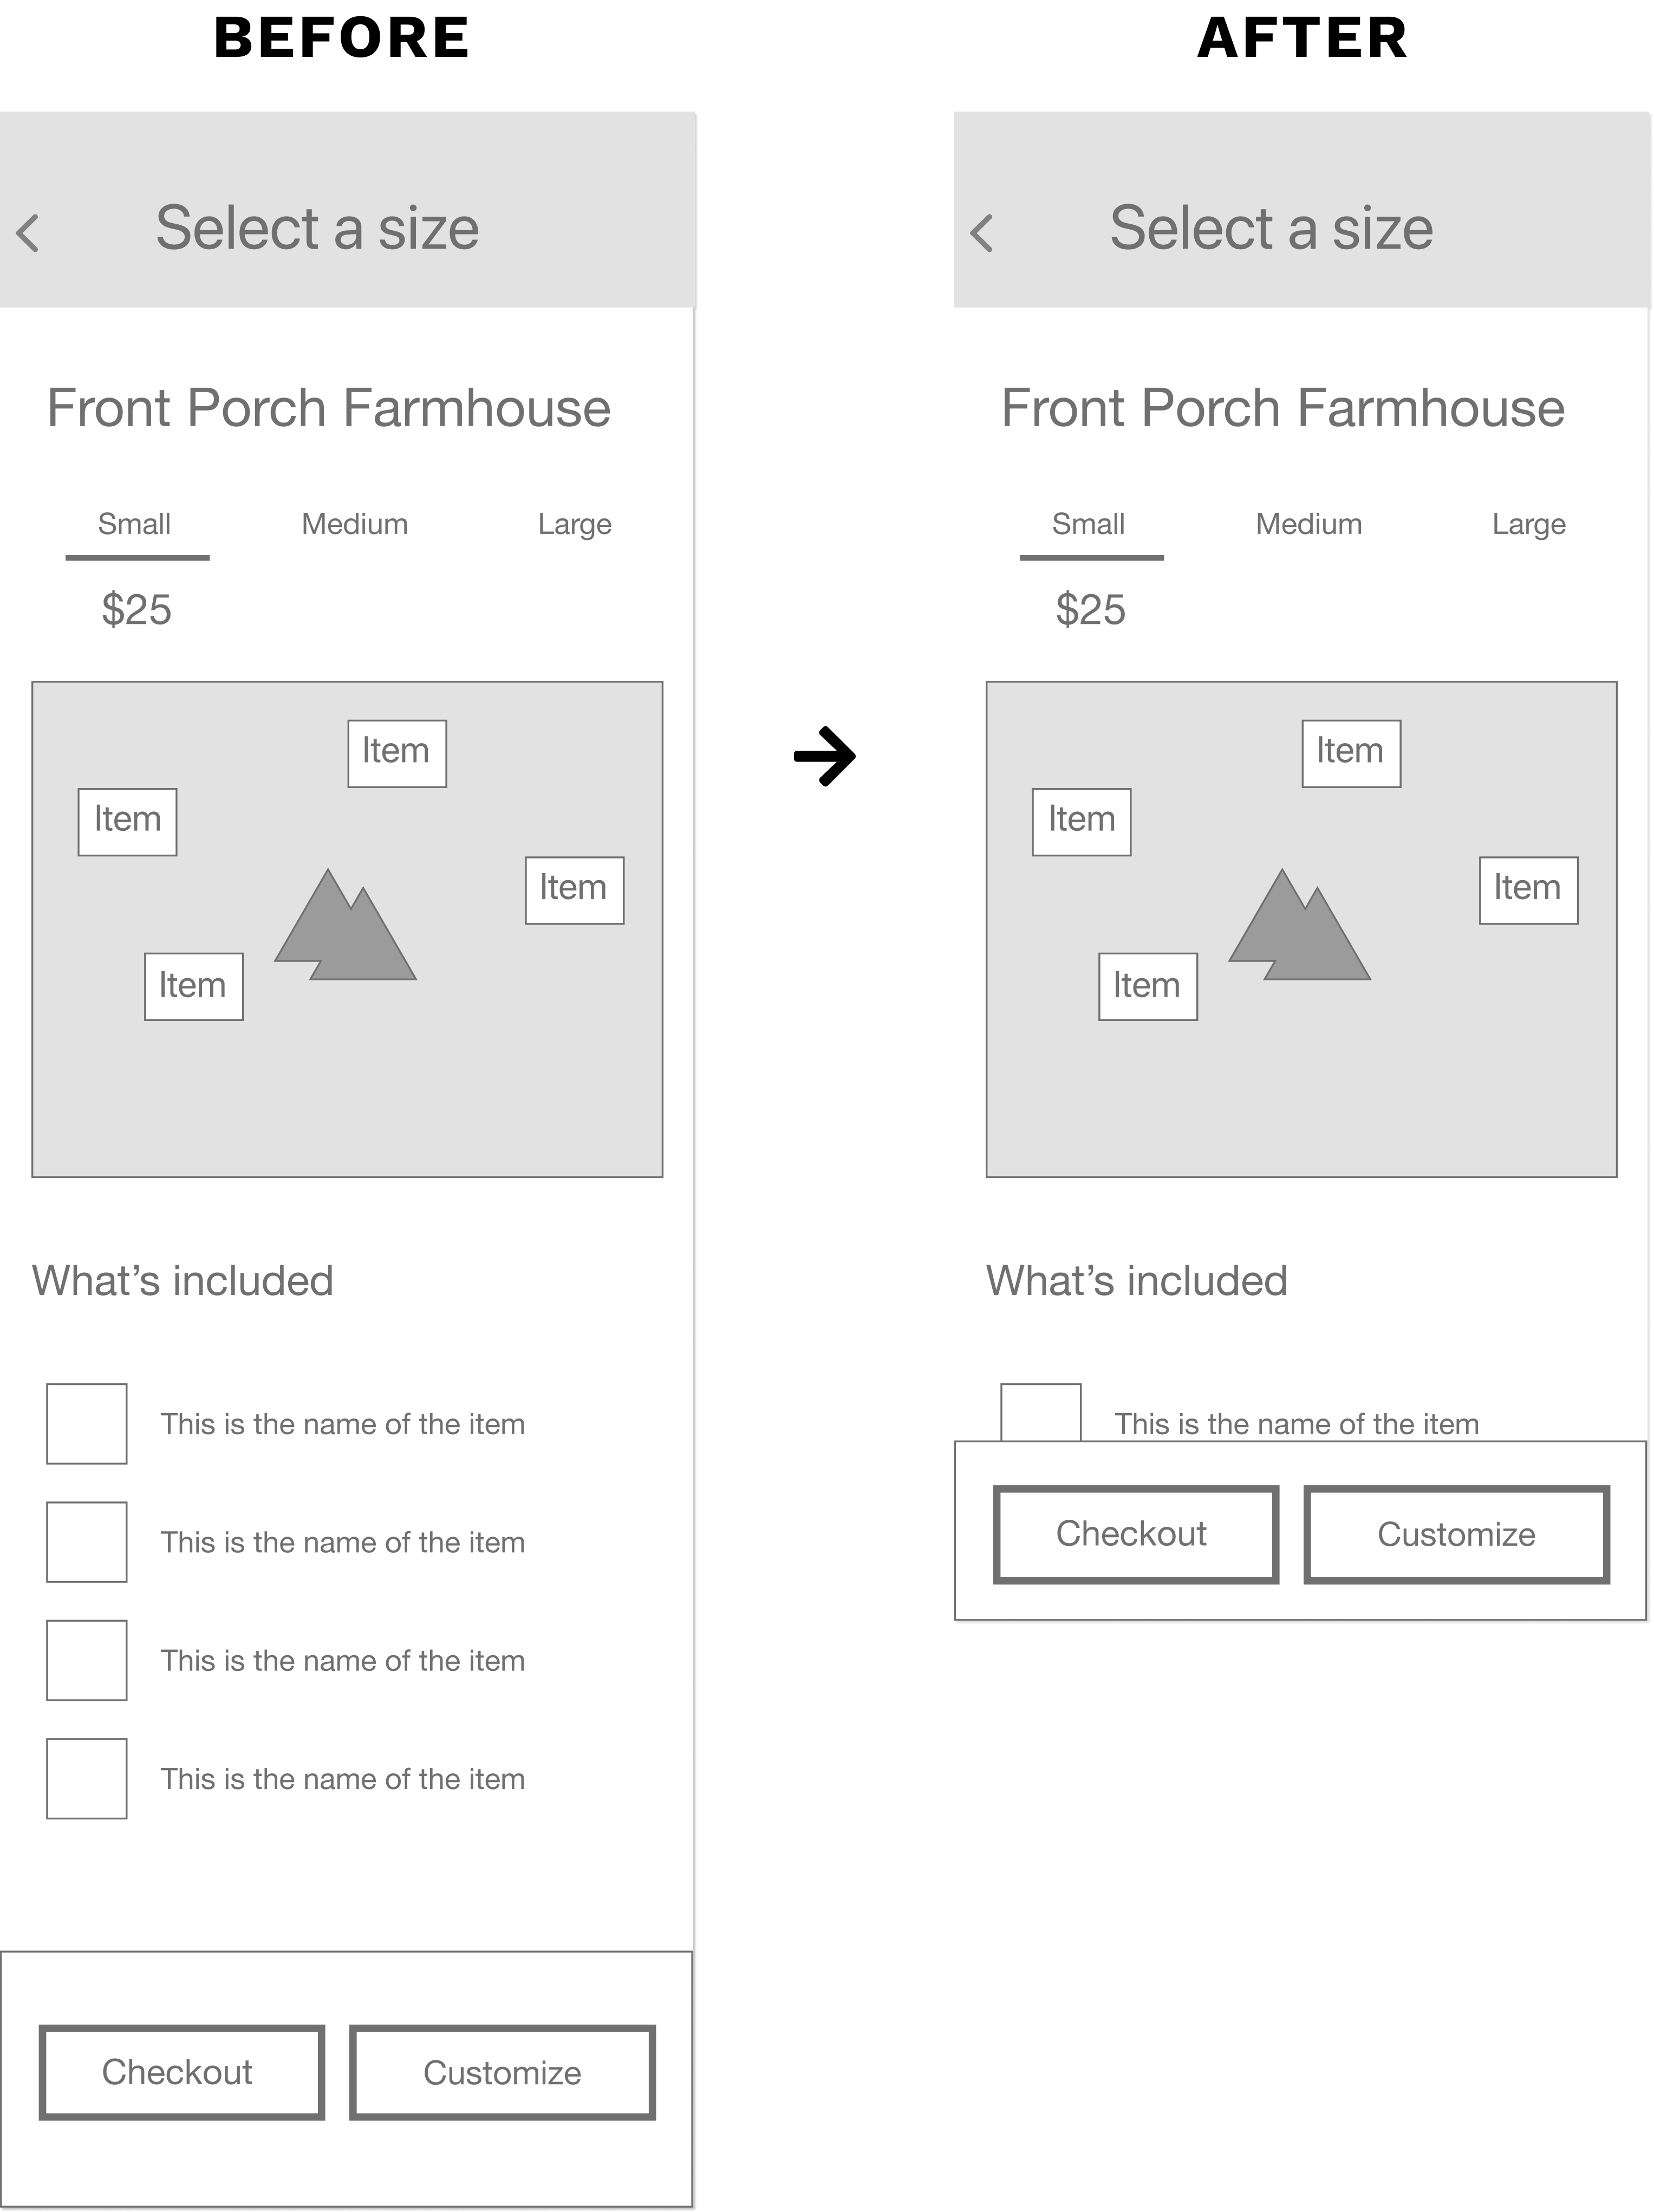 BEFORE
Select a size
Front Porch Farmhouse
Small Medium Large
$25
Item
Item
Item
Item
What's included
This is the name of the item
This is the name of the item
This is the name of the item
This is the name of the item
Checkout Customize
AFTER
Select a size
Front Porch Farmhouse
Small Medium Large
$25
Item
Item
Item
Item
What's included
This is the name of the item
Checkout Customize